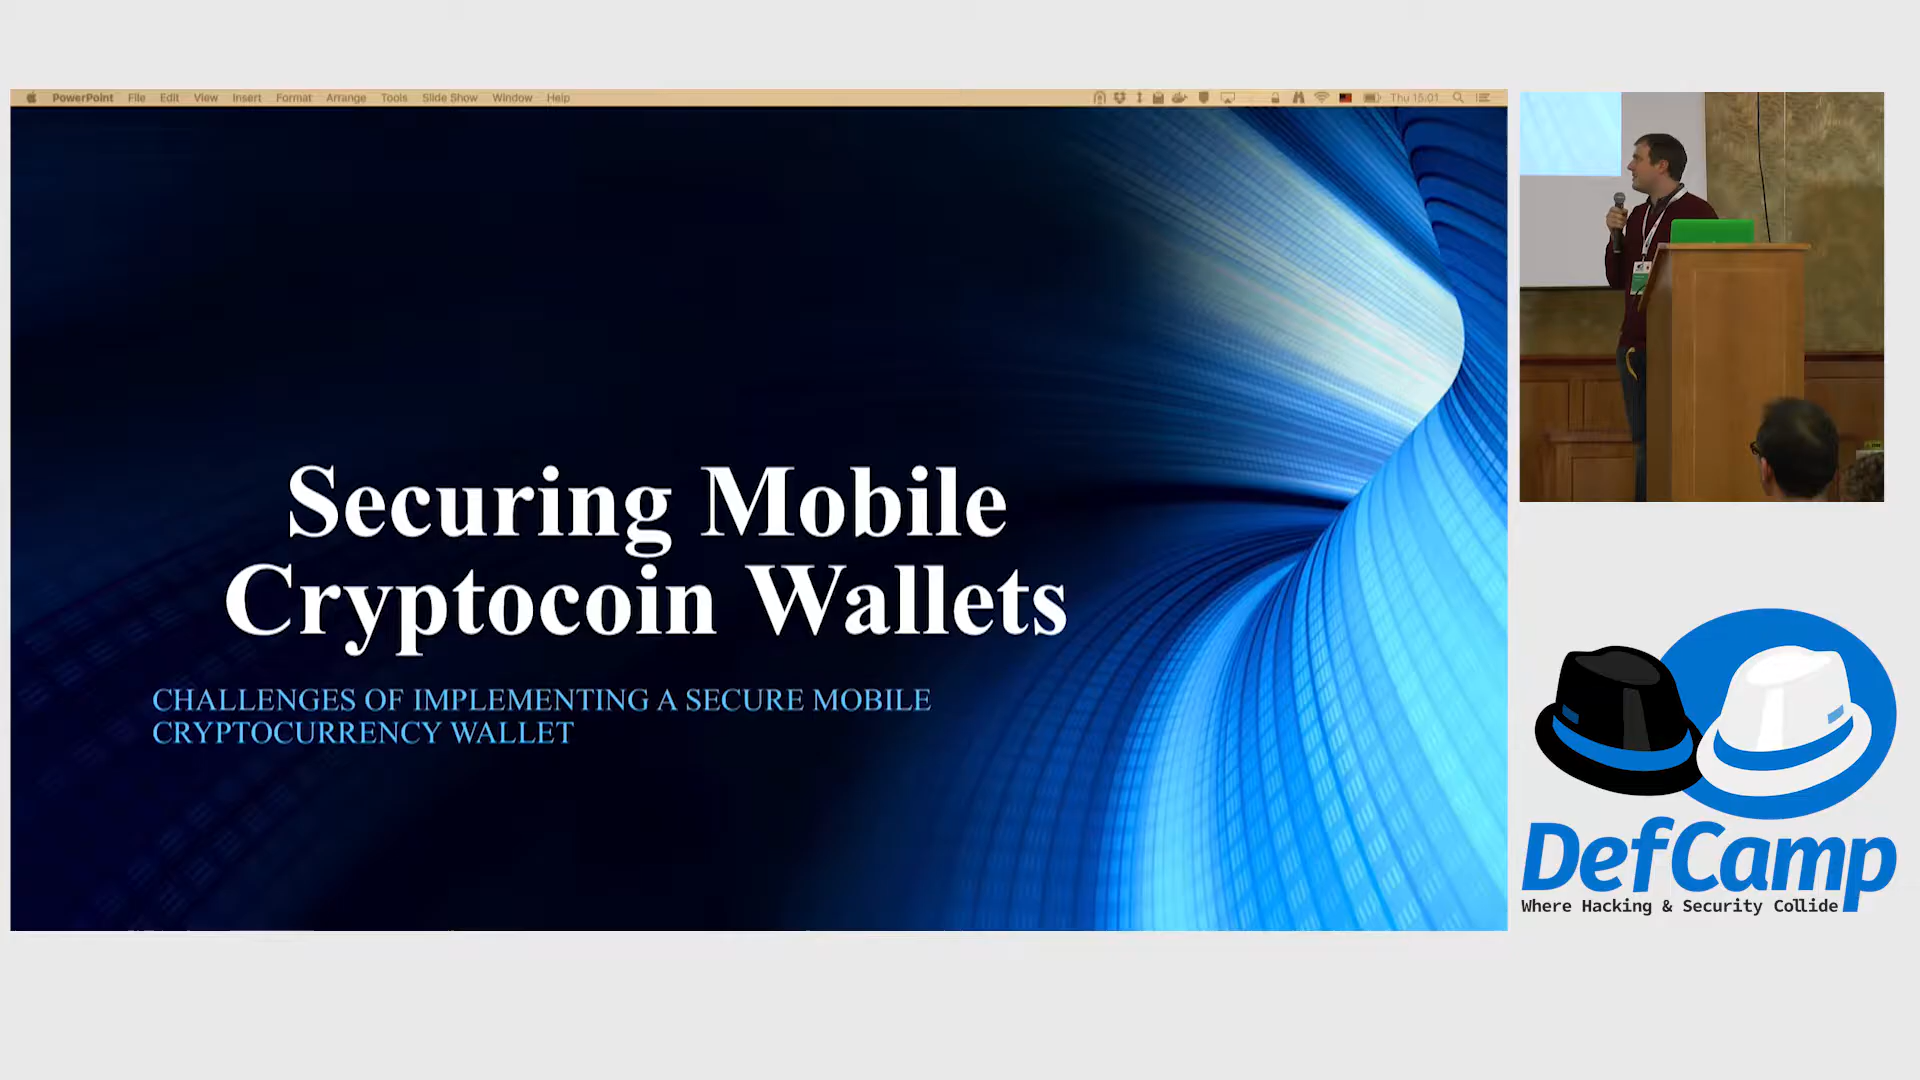 PowerPoint File Edit View Insert Format Arrange Tools Slide Show Window Help Thu 15:01
Securing Mobile
Cryptocoin Wallets
CHALLENGES OF IMPLEMENTING A SECURE MOBILE
CRYPTOCURRENCY WALLET
DefCamp
Where Hacking & Security Collide